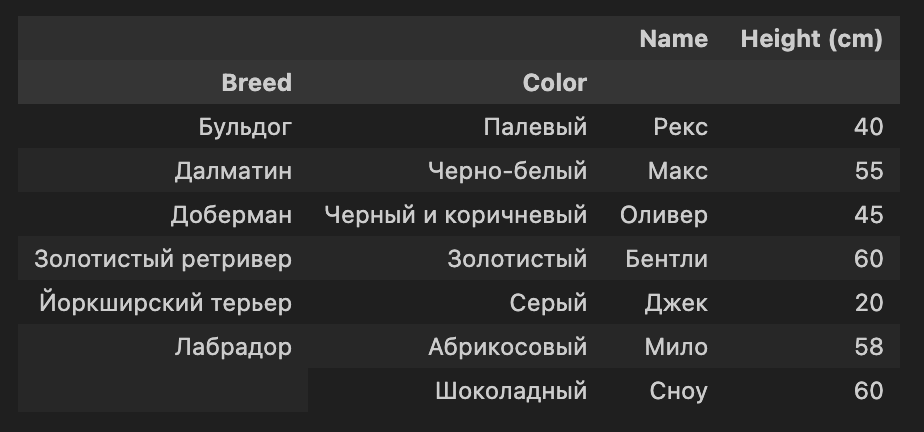 Name Height (cm)
Breed Color
Бульдог Палевый Рекс 40
Далматин Черно-белый Макс 55
Доберман Черный и коричневый Оливер 45
Золотистый ретривер Золотистый Бентли 60
Йоркширский терьер Серый Джек 20
Лабрадор Абрикосовый Мило 58
Шоколадный Сноу 60